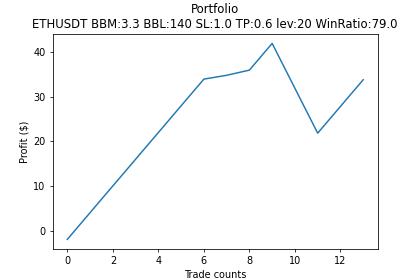 Portfolio
ETHUSDT BBM:3.3 BBL:140 SL:1.0 TP:0.6 lev:20 WinRatio:79.0
40
30
20
10
0
Profit ($)
0 2 4 6 8 10 12
Trade counts